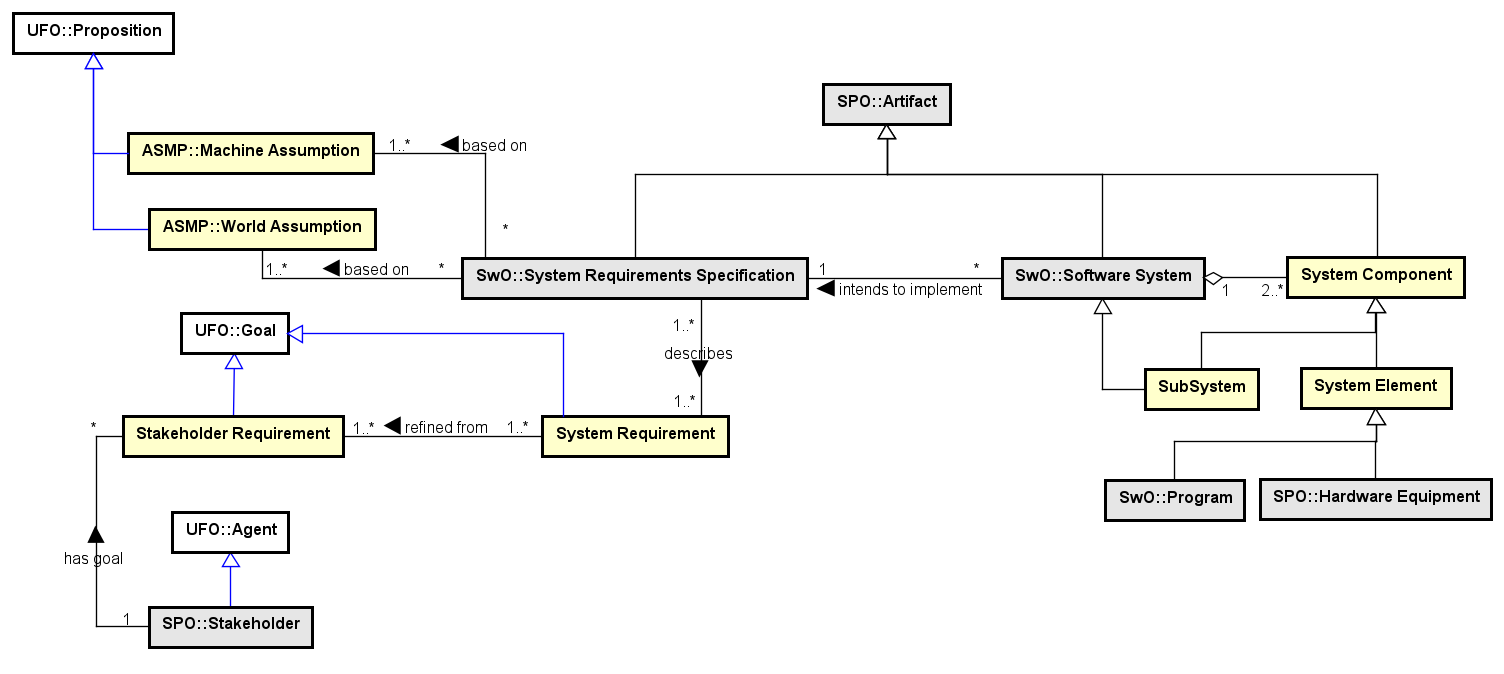 UFO::Proposition
SPO::Artifact
ASMP::Machine Assumption
1..*
based on
ASMP::World Assumption
*
1..*
based on
*
SwO::System Requirements Specification
1
*
intends to implement
SwO::Software System
1
2..*
System Component
UFO::Goal
1..*
describes
1..*
SubSystem
System Element
*
Stakeholder Requirement
1..*
refined from
1..*
System Requirement
SwO::Program
SPO::Hardware Equipment
UFO::Agent
has goal
1
SPO::Stakeholder